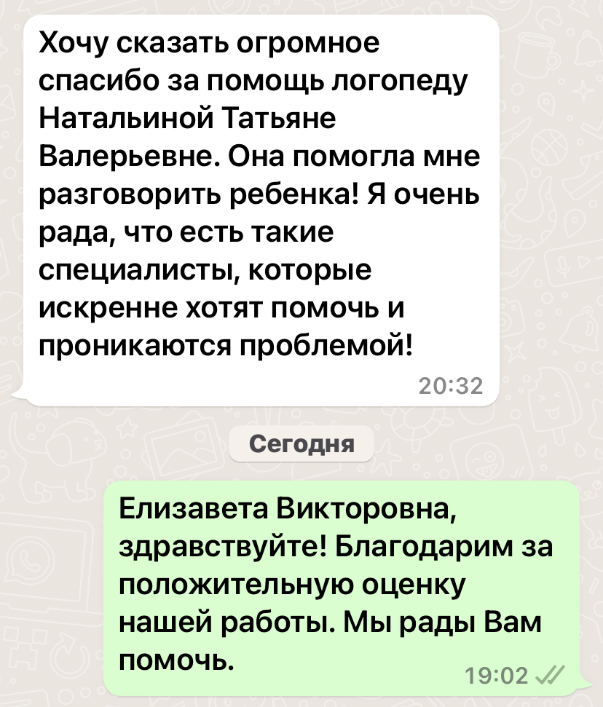 Хочу сказать огромное
спасибо за помощь логопеду
Натальиной Татьяне
Валерьевне. Она помогла мне
разговорить ребенка! Я очень
рада, что есть такие
специалисты, которые
искренне хотят помочь и
проникаются проблемой!
20:32
Сегодня
Елизавета Викторовна,
здравствуйте! Благодарим за
положительную оценку
нашей работы. Мы рады Вам
помочь.
19:02